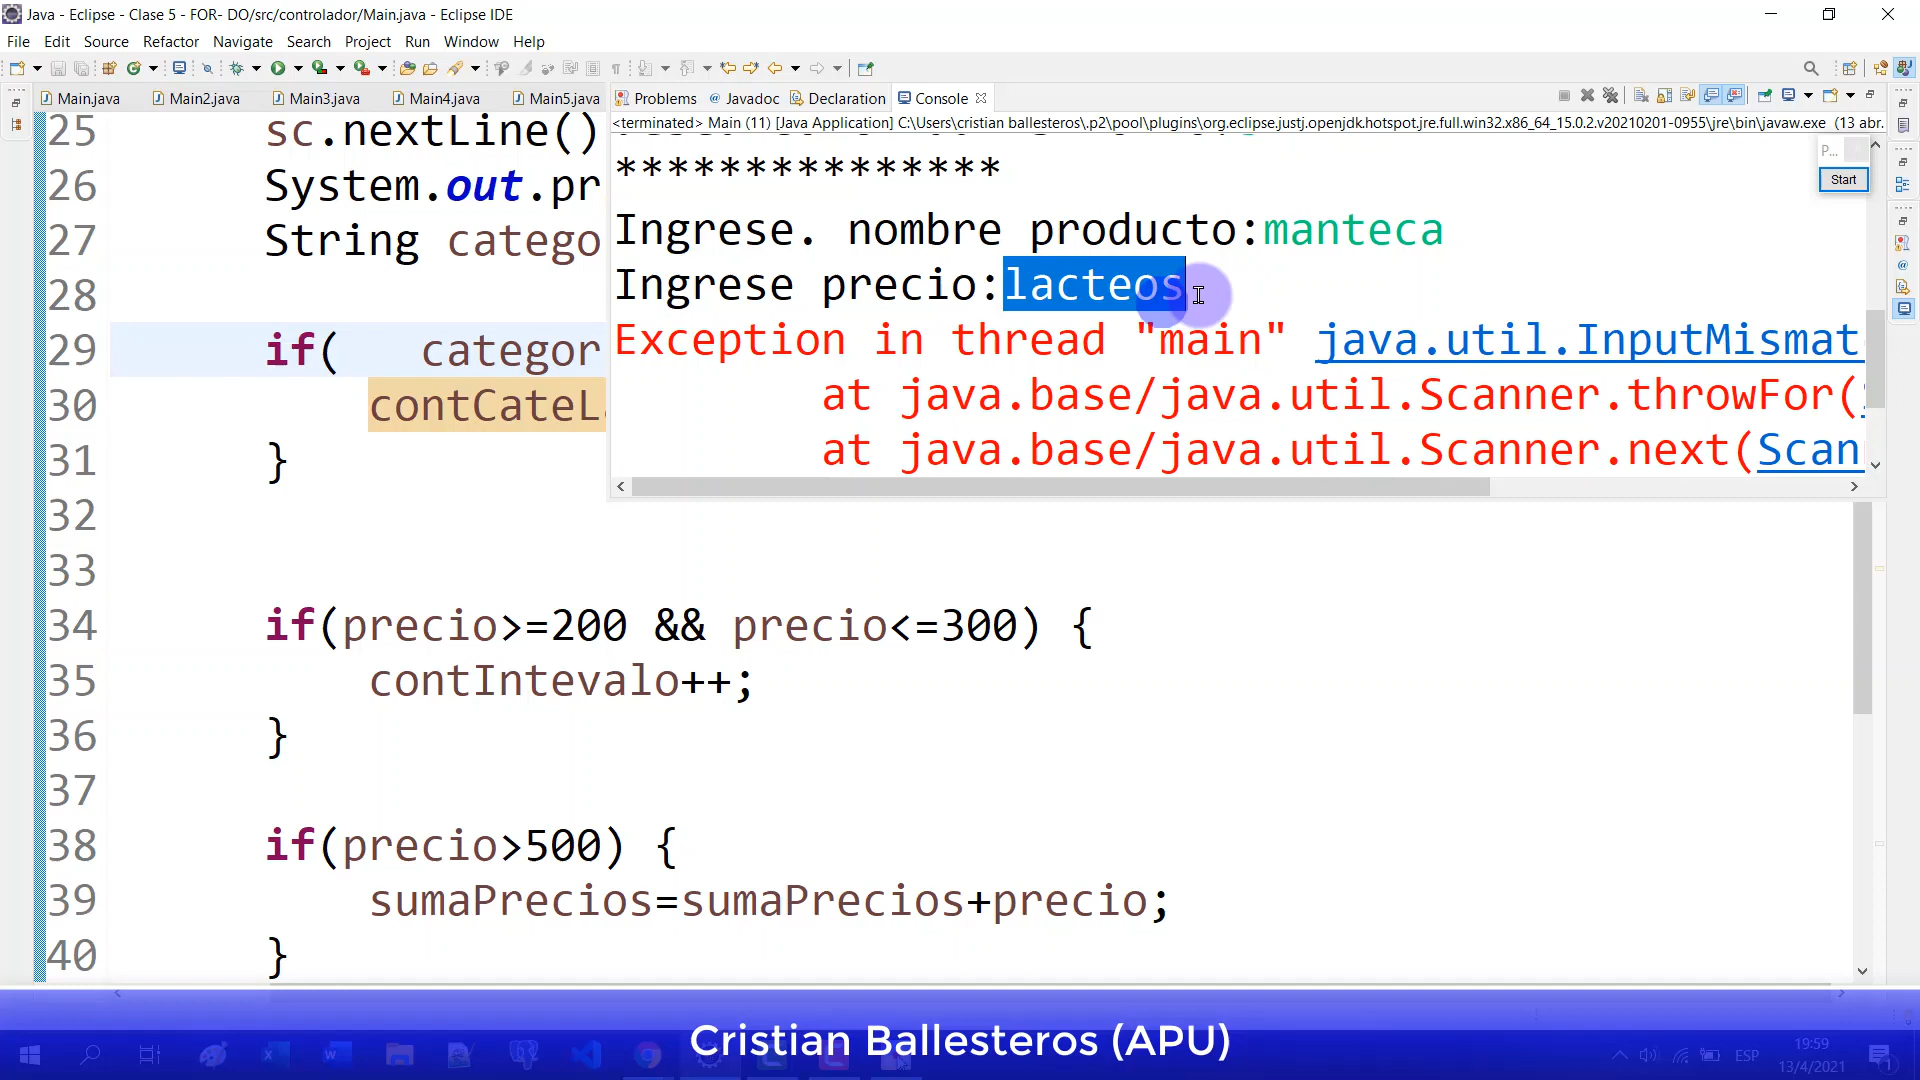 Java - Eclipse - Clase 5 - FOR- DO/src/controlador/Main.java - Eclipse IDE
File Edit Source Refactor Navigate Search Project Run Window Help
Main.java Main2.java Main3.java Main4.java Main5.java
Problems Javadoc Declaration Console
<terminated> Main (11) [Java Application] C:\Users\cristian ballesteros\.p2\pool\plugins\org.eclipse.justj.openjdk.hotspot.jre.full.win32.x86_64_15.0.2.v20210201-0955\jre\bin\javaw.exe (13 abr.
***************
Ingrese. nombre producto:manteca
Ingrese precio:lacteos
Exception in thread "main" java.util.InputMismat
at java.base/java.util.Scanner.throwFor(
at java.base/java.util.Scanner.next(Scan
P...
Start
25 sc.nextLine()
26 System.out.pr
27 String catego
28
29 if( categor
30 contCateL
31 }
32
33
34 if(precio>=200 && precio<=300) {
35 contIntevalo++;
36 }
37
38 if(precio>500) {
39 sumaPrecios=sumaPrecios+precio;
40 }
Cristian Ballesteros (APU)
ESP
19:59
13/4/2021